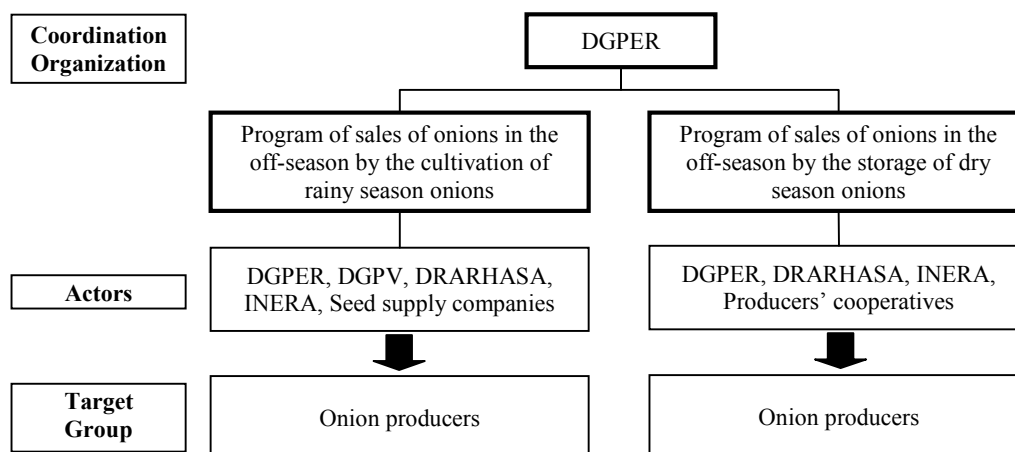 Coordination
Organization
DGPER
Program of sales of onions in the
off-season by the cultivation of
rainy season onions
Program of sales of onions in the
off-season by the storage of dry
season onions
Actors
DGPER, DGPV, DRARHASA,
INERA, Seed supply companies
DGPER, DRARHASA, INERA,
Producers’ cooperatives
Target
Group
Onion producers
Onion producers